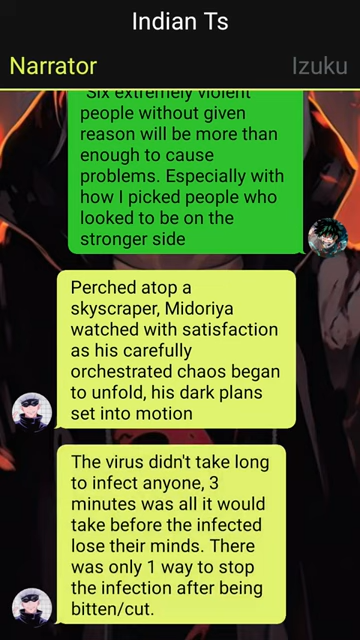 Indian Ts
Narrator
Izuku
Six extremely violent
people without given
reason will be more than
enough to cause
problems. Especially with
how I picked people who
looked to be on the
stronger side
Perched atop a
skyscraper, Midoriya
watched with satisfaction
as his carefully
orchestrated chaos began
to unfold, his dark plans
set into motion
The virus didn't take long
to infect anyone, 3
minutes was all it would
take before the infected
lose their minds. There
was only 1 way to stop
the infection after being
bitten/cut.